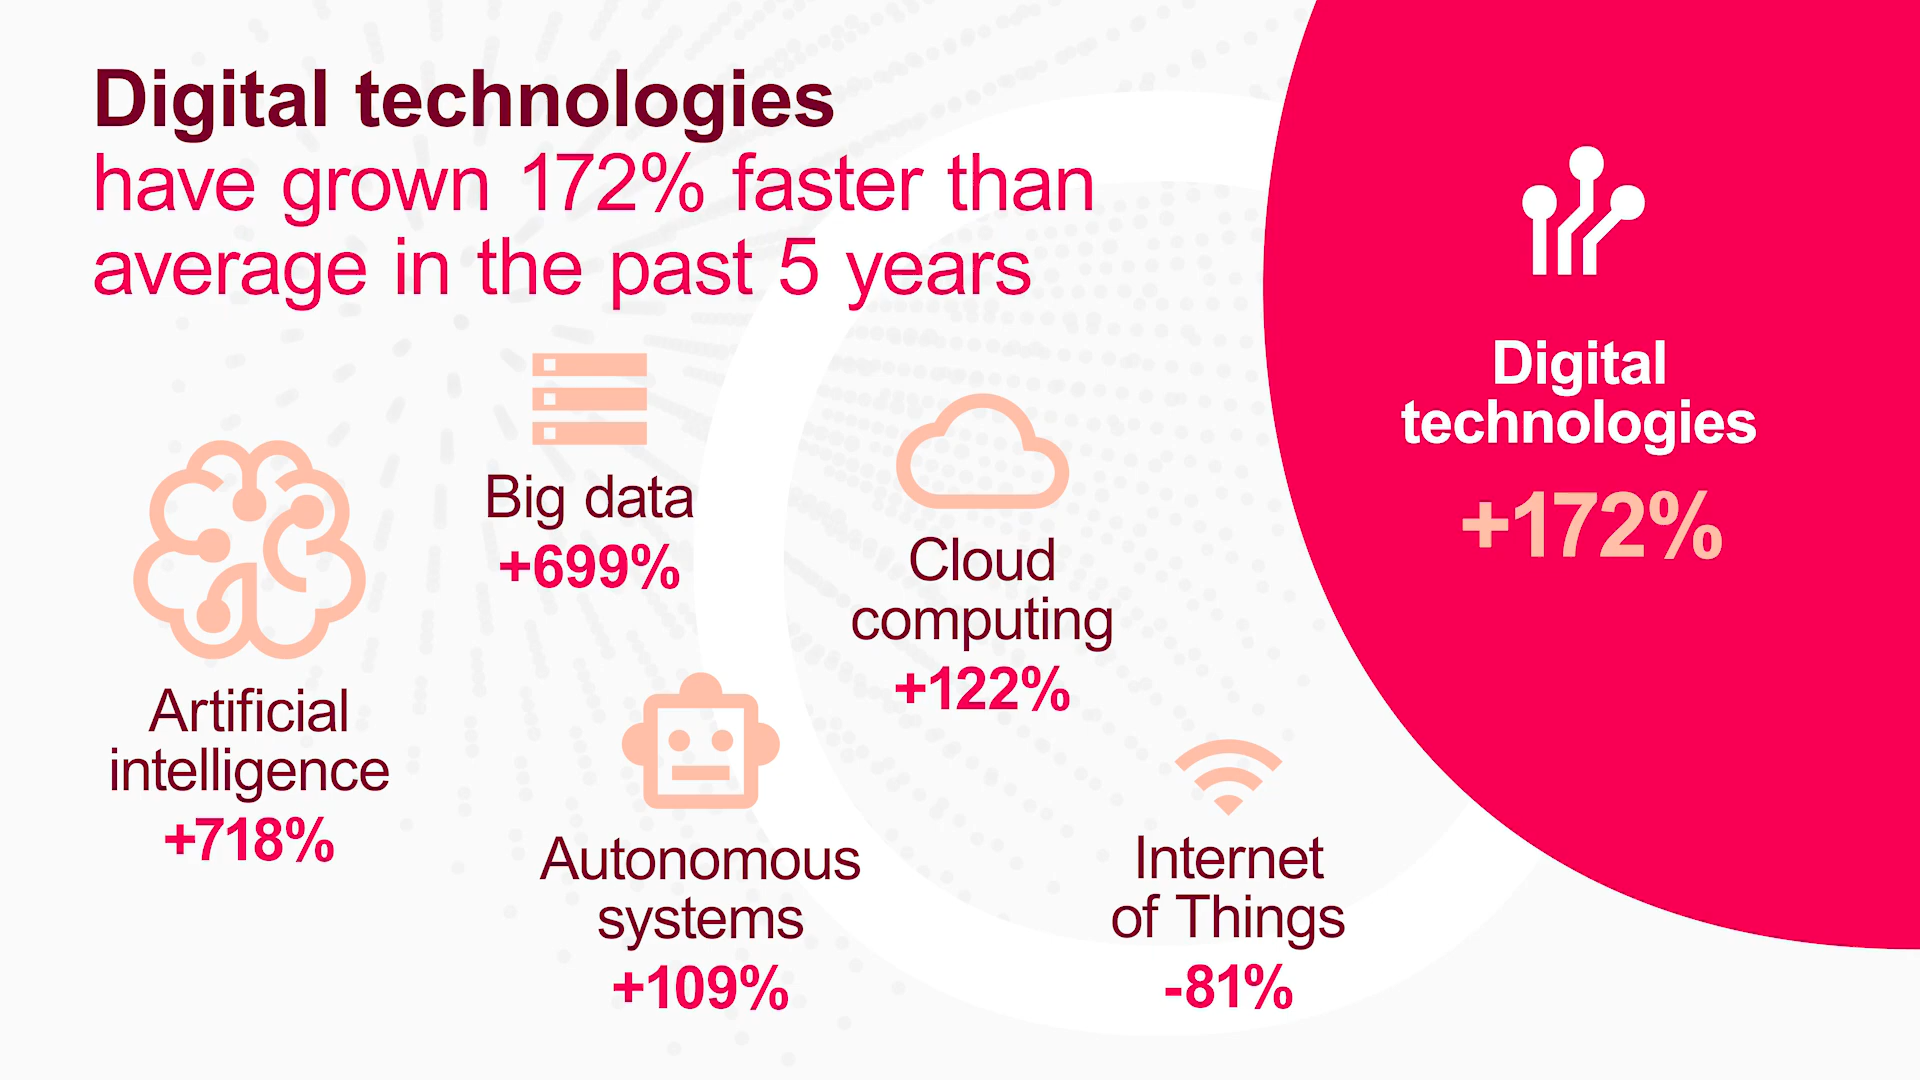 Digital technologies
have grown 172% faster than
average in the past 5 years
Artificial
intelligence
+718%
Big data
+699%
Autonomous
systems
+109%
Cloud
computing
+122%
Internet
of Things
-81%
Digital
technologies
+172%